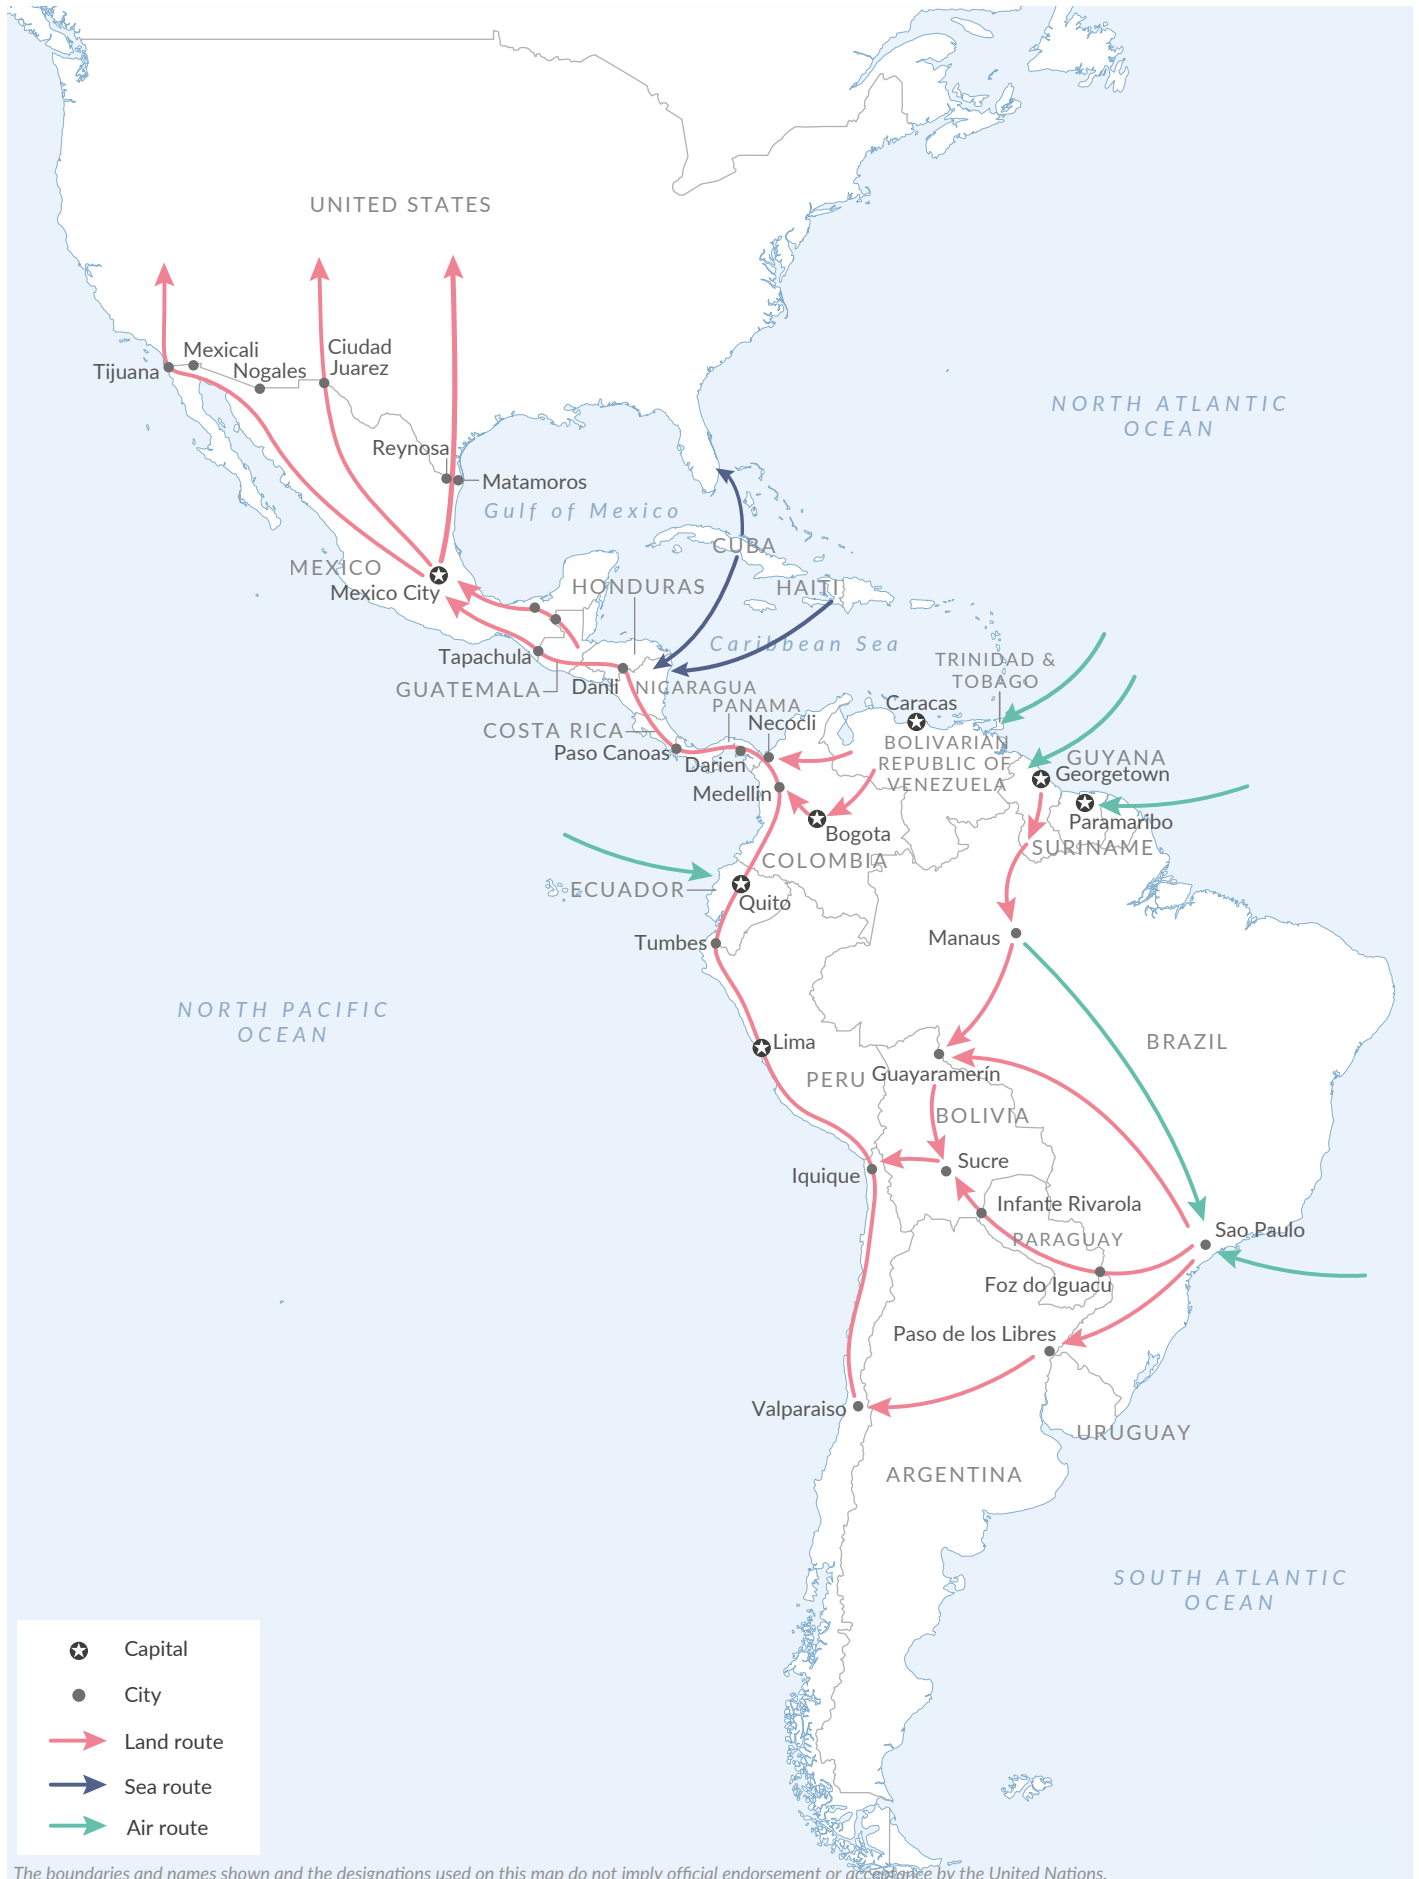 UNITED STATES
Mexicali
Ciudad
Juarez
Tijuana
Nogales
NORTH ATLANTIC
OCEAN
Reynosa
Matamoros
Gulf of Mexico
CUBA
MEXICO
HONDURAS
HAITI
Mexico City
Caribbean Sea
Tapachula
TRINIDAD &
TOBAGO
GUATEMALA
Danli
NICARAGUA
PANAMA
Caracas
COSTA RICA
Necocli
Paso Canoas
Darien
BOLIVARIAN
REPUBLIC OF
VENEZUELA
GUYANA
Georgetown
Medellin
Paramaribo
Bogota
SURINAME
COLOMBIA
ECUADOR
Quito
Tumbes
Manaus
NORTH PACIFIC
OCEAN
Lima
BRAZIL
PERU
Guayaramerín
BOLIVIA
Sucre
Iquique
Infante Rivarola
Sao Paulo
PARAGUAY
Foz do Iguacu
Paso de los Libres
Valparaiso
URUGUAY
ARGENTINA
SOUTH ATLANTIC
OCEAN
Capital
City
Land route
Sea route
Air route
The boundaries and names shown and the designations used on this map do not imply official endorsement or acceptance by the United Nations.